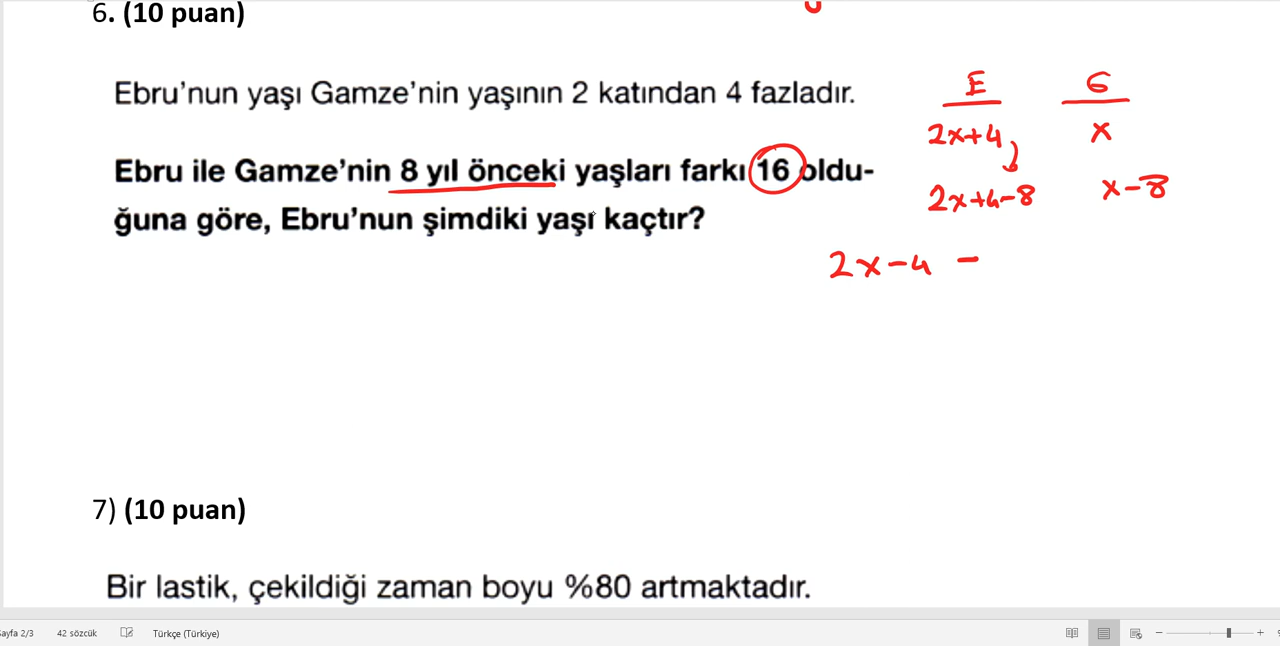 6. (10 puan)
Ebru'nun yaşı Gamze'nin yaşının 2 katından 4 fazladır.
Ebru ile Gamze'nin 8 yıl önceki yaşları farkı 16 oldu-
ğuna göre, Ebru'nun şimdiki yaşı kaçtır?
E G
2x+4 x
2x+4-8 x-8
2x-4 -
7) (10 puan)
Bir lastik, çekildiği zaman boyu %80 artmaktadır.
Sayfa 2/3 42 sözcük Türkçe (Türkiye)